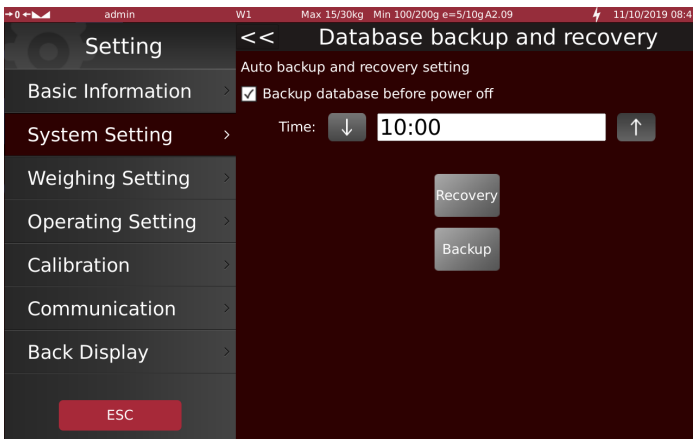 →0← admin W1 Max 15/30kg Min 100/200g e=5/10g A2.09 11/10/2019 08:4
Setting
<< Database backup and recovery
Auto backup and recovery setting
Backup database before power off
Time: ↓ 10:00 ↑
Recovery
Backup
Basic Information >
System Setting >
Weighing Setting >
Operating Setting >
Calibration >
Communication >
Back Display >
ESC